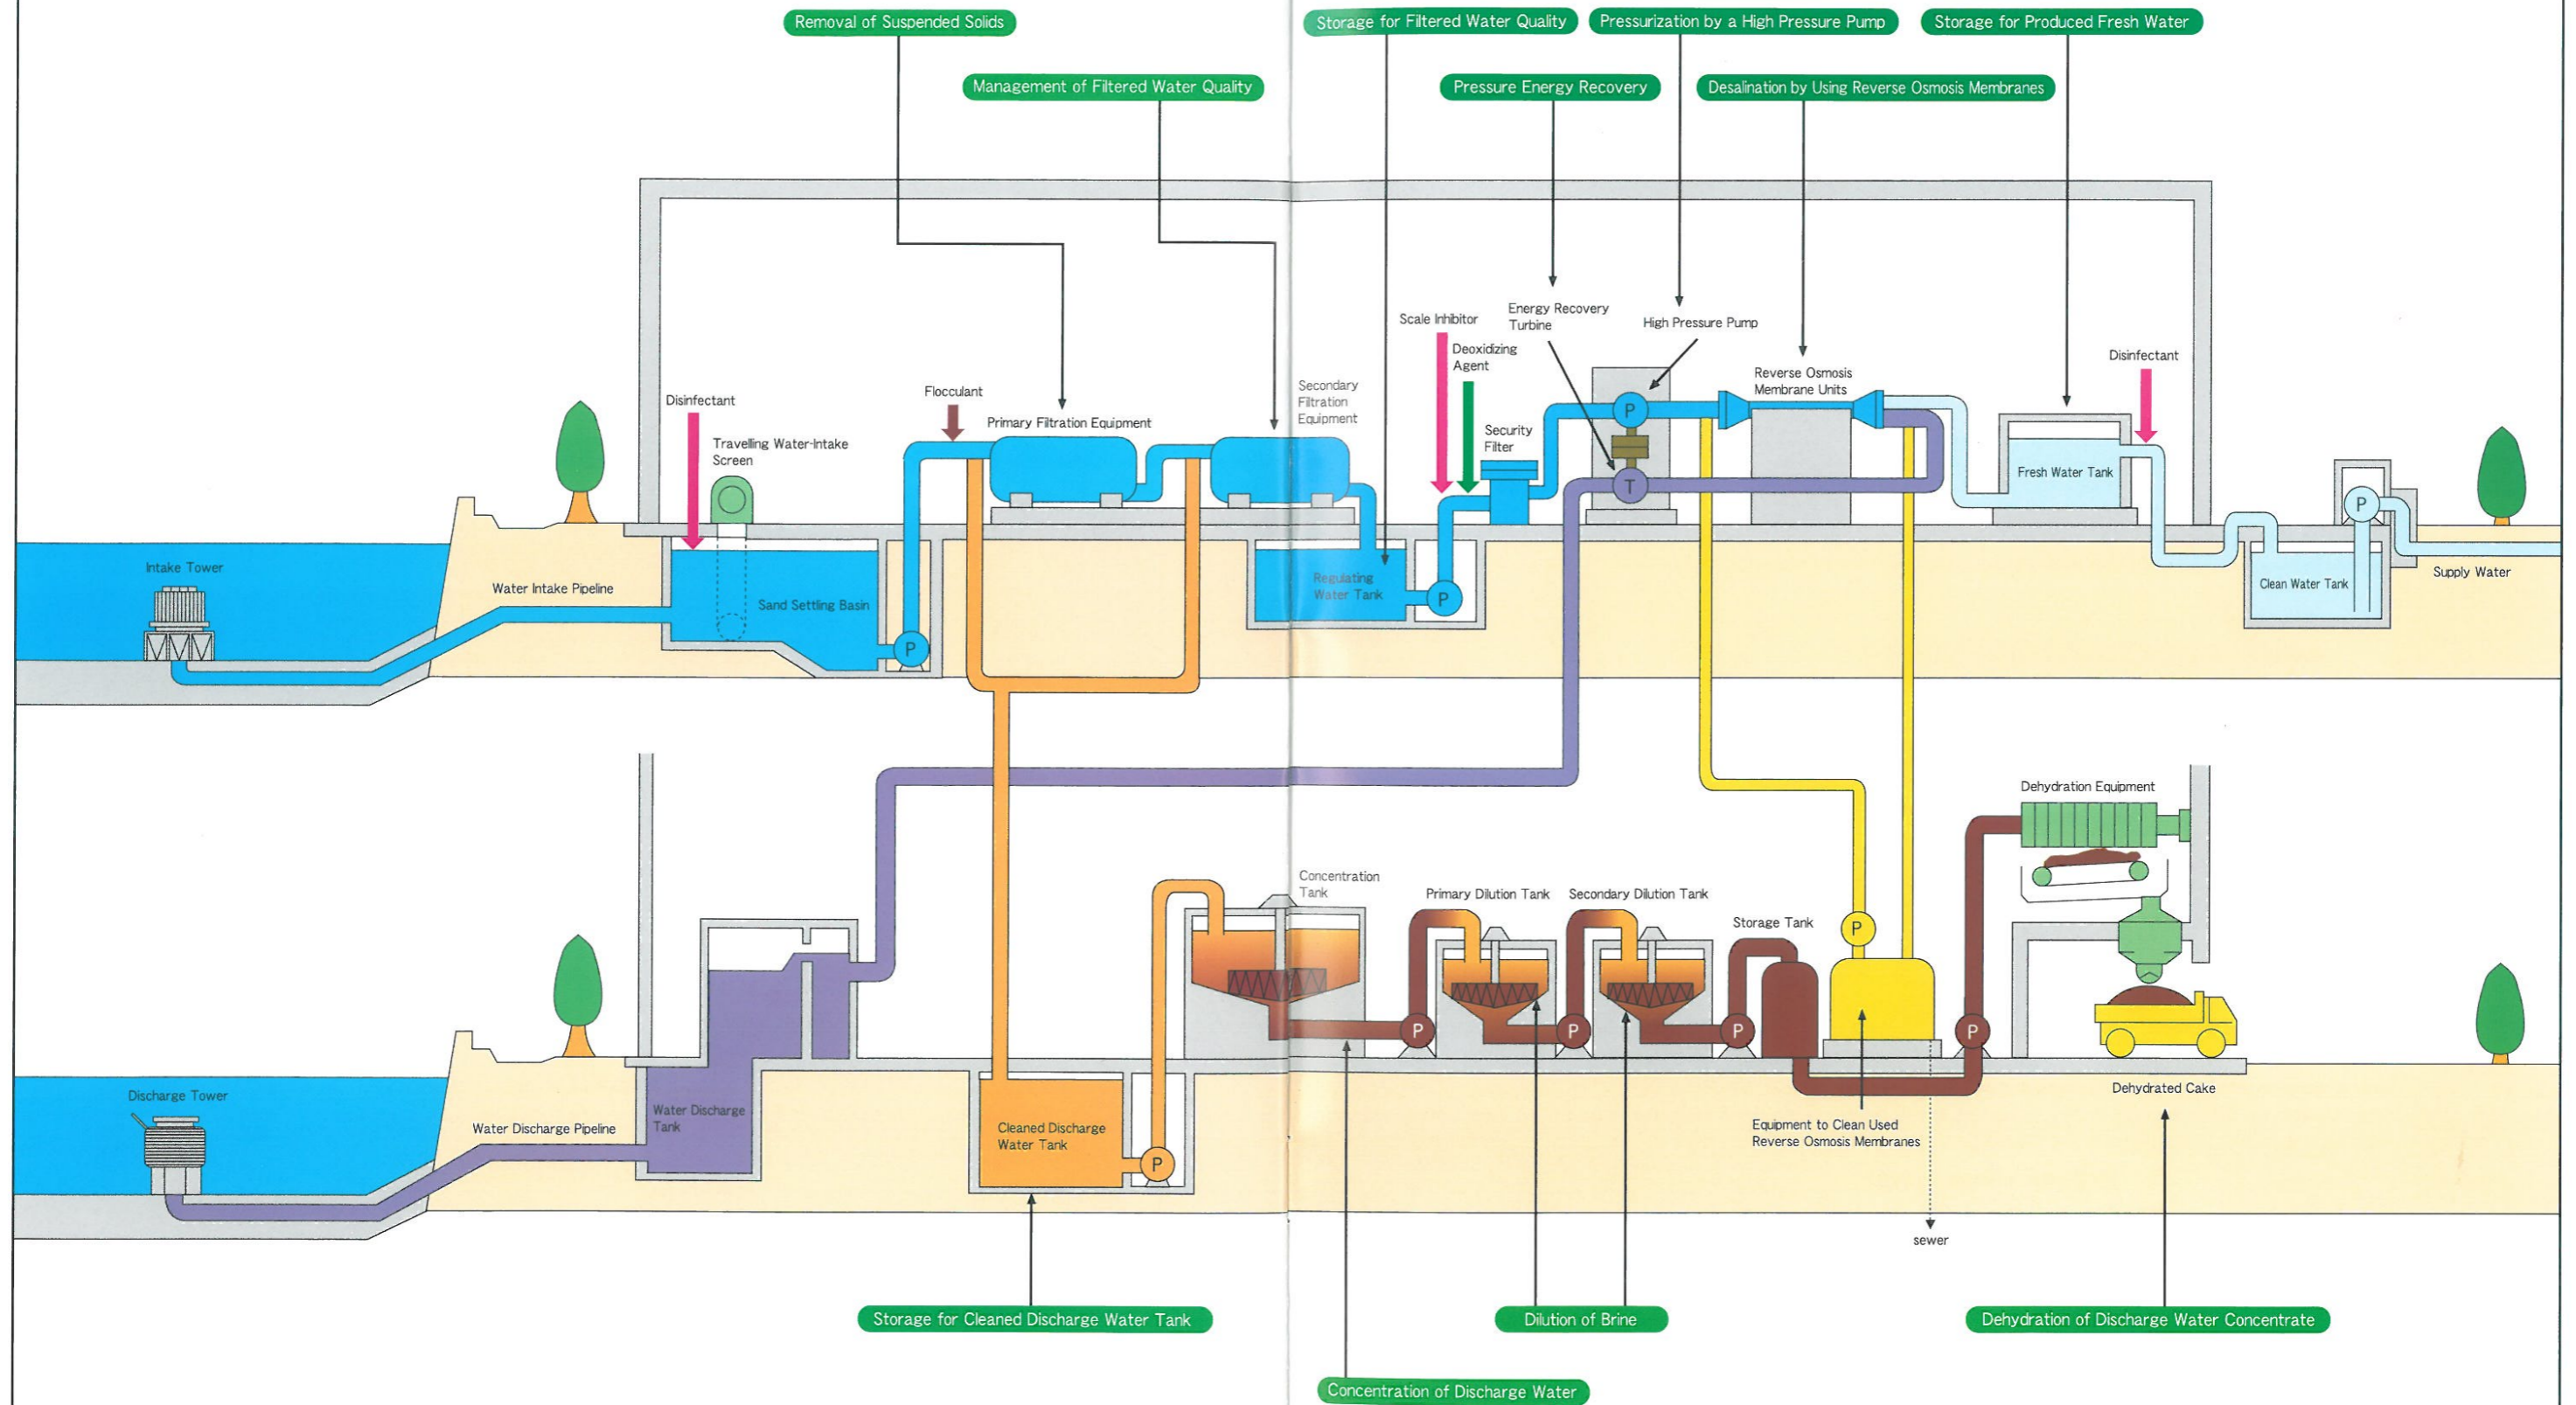 Removal of Suspended Solids
Storage for Filtered Water Quality
Pressurization by a High Pressure Pump
Storage for Produced Fresh Water
Management of Filtered Water Quality
Pressure Energy Recovery
Desalination by Using Reverse Osmosis Membranes
Energy Recovery
Turbine
Scale Inhibitor
High Pressure Pump
Deoxidizing
Agent
Disinfectant
Reverse Osmosis
Membrane Units
Secondary
Filtration
Equipment
Flocculant
Disinfectant
Primary Filtration Equipment
P
Travelling Water-Intake
Screen
Security
Filter
Fresh Water Tank
T
P
Intake Tower
Water Intake Pipeline
Sand Settling Basin
P
Regulating
Water Tank
P
Clean Water Tank
Supply Water
Dehydration Equipment
Concentration
Tank
Primary Dilution Tank
Secondary Dilution Tank
Storage Tank
P
P
P
P
P
Discharge Tower
Water Discharge Pipeline
Water Discharge
Tank
Cleaned Discharge
Water Tank
P
Equipment to Clean Used
Reverse Osmosis Membranes
Dehydrated Cake
sewer
Storage for Cleaned Discharge Water Tank
Dilution of Brine
Dehydration of Discharge Water Concentrate
Concentration of Discharge Water